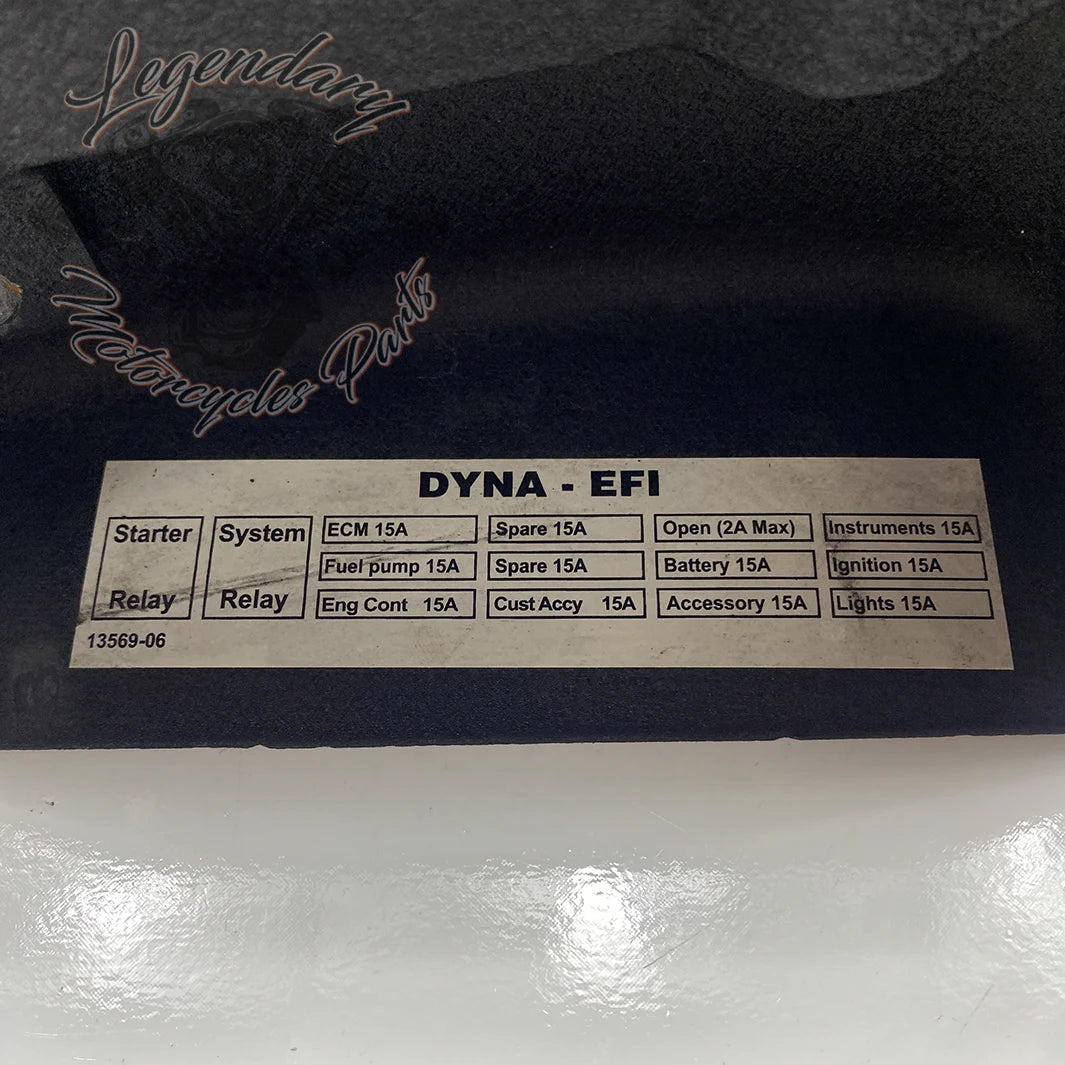 Legendary
Motorcycles Parts
DYNA - EFI
Starter Relay
System Relay
ECM 15A
Spare 15A
Open (2A Max)
Instruments 15A
Fuel pump 15A
Spare 15A
Battery 15A
Ignition 15A
Eng Cont 15A
Cust Accy 15A
Accessory 15A
Lights 15A
13569-06